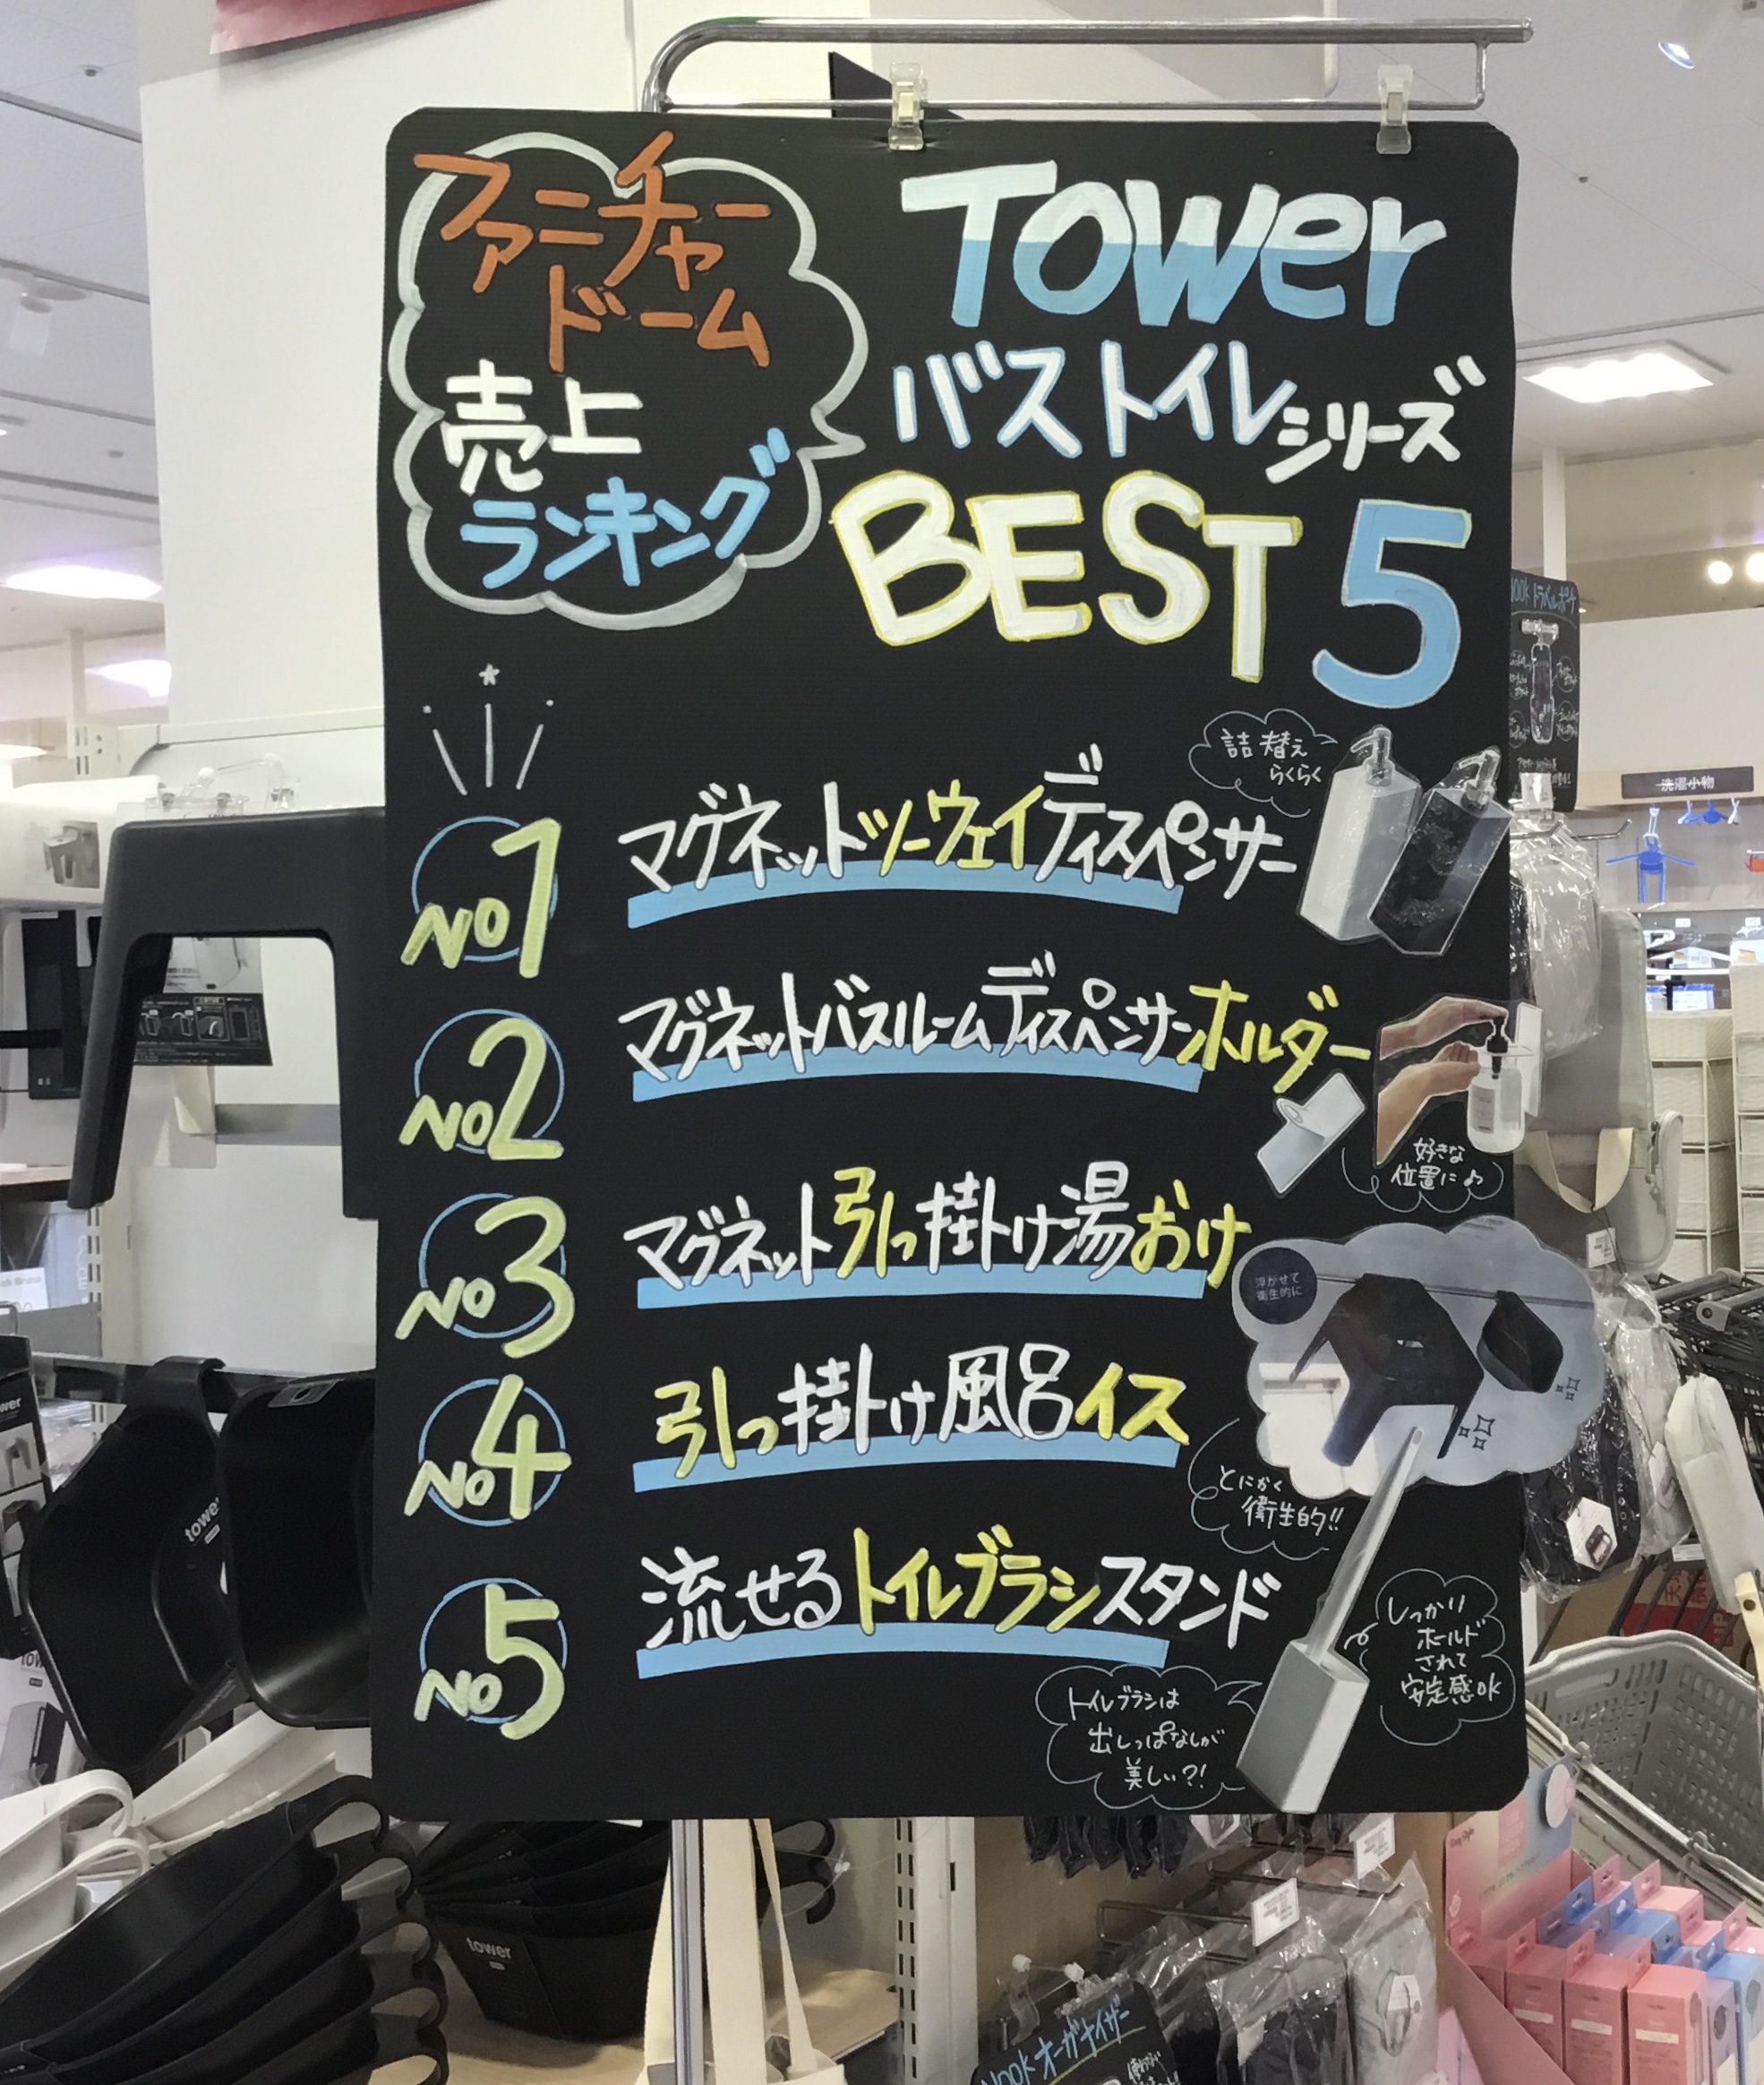 ファニチャー
ドーム
売上
ランキング
Tower
バストイレシリーズ
BEST 5
詰替え
らくらく
No1 マグネットツーウェイディスペンサー
No2 マグネットバスルームディスペンサーホルダー
好きな
位置に♪
No3 マグネット引っ掛け湯おけ
浮かせて
衛生的に
No4 引っ掛け風呂イス
とにかく
衛生的!!
No5 流せるトイレブラシスタンド
しっかり
ホールド
されて
安定感OK
トイレブラシは
出しっぱなしが
美しい?!
洗濯小物
tower
tower
オーガナイザー